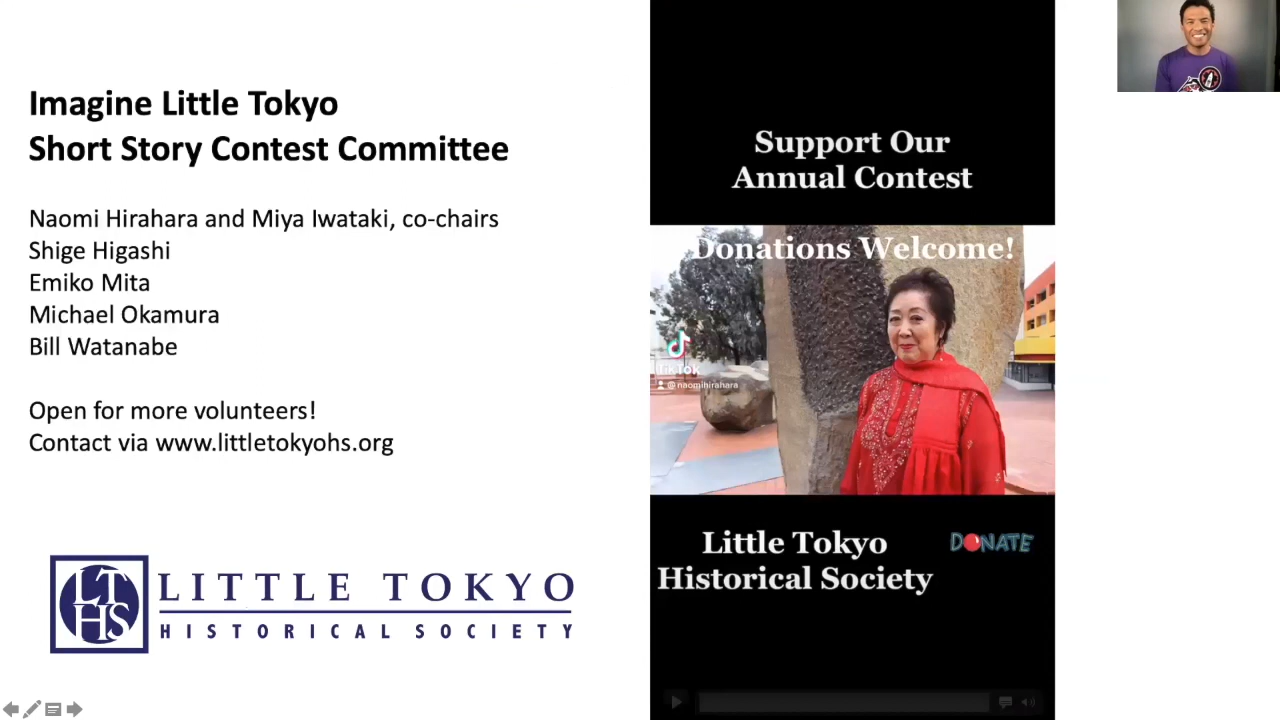 Imagine Little Tokyo
Short Story Contest Committee
Naomi Hirahara and Miya Iwataki, co-chairs
Shige Higashi
Emiko Mita
Michael Okamura
Bill Watanabe
Open for more volunteers!
Contact via www.littletokyohs.org
LT
HS
LITTLE TOKYO
HISTORICAL SOCIETY
Support Our
Annual Contest
Donations Welcome!
TikTok
@naomihirahara
Little Tokyo
Historical Society
DONATE